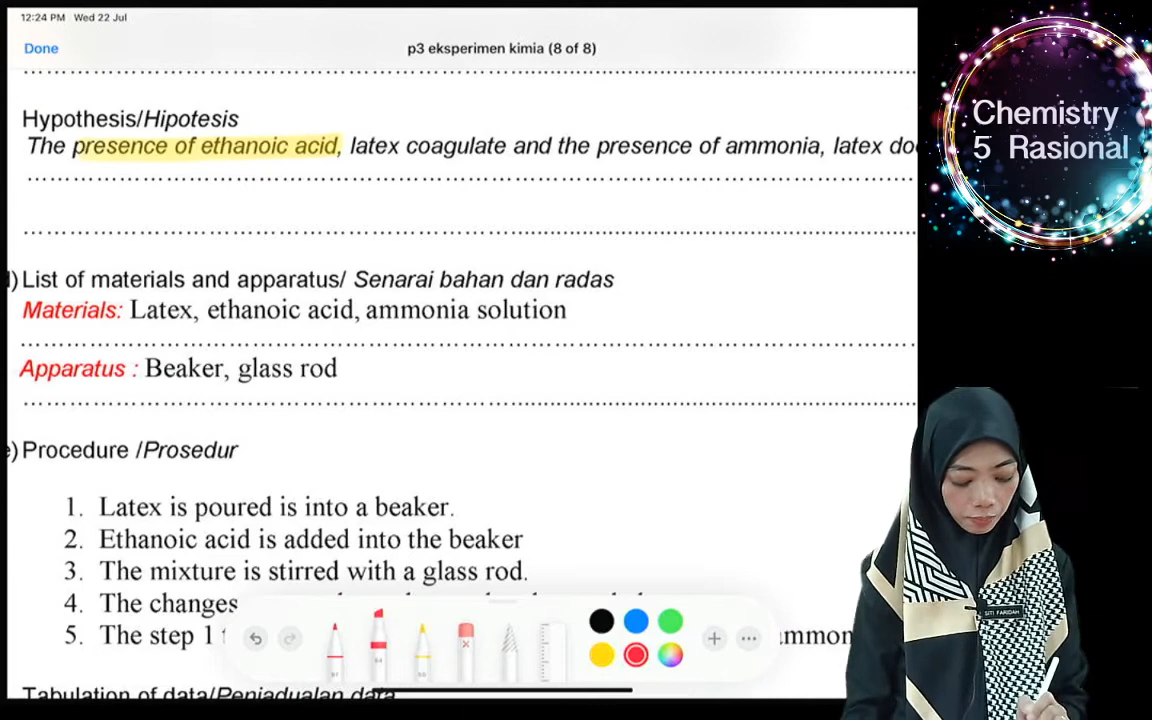 12:24 PM Wed 22 Jul
Done
p3 eksperimen kimia (8 of 8)
Hypothesis/Hipotesis
The presence of ethanoic acid, latex coagulate and the presence of ammonia, latex
List of materials and apparatus/ Senarai bahan dan radas
Materials: Latex, ethanoic acid, ammonia solution
Apparatus : Beaker, glass rod
Procedure /Prosedur
1. Latex is poured is into a beaker.
2. Ethanoic acid is added into the beaker
3. The mixture is stirred with a glass rod.
4. The changes
5. The step 1
Tabulation of data/Penjadualan data
Chemistry
5 Rasional
SITI FARIDAH